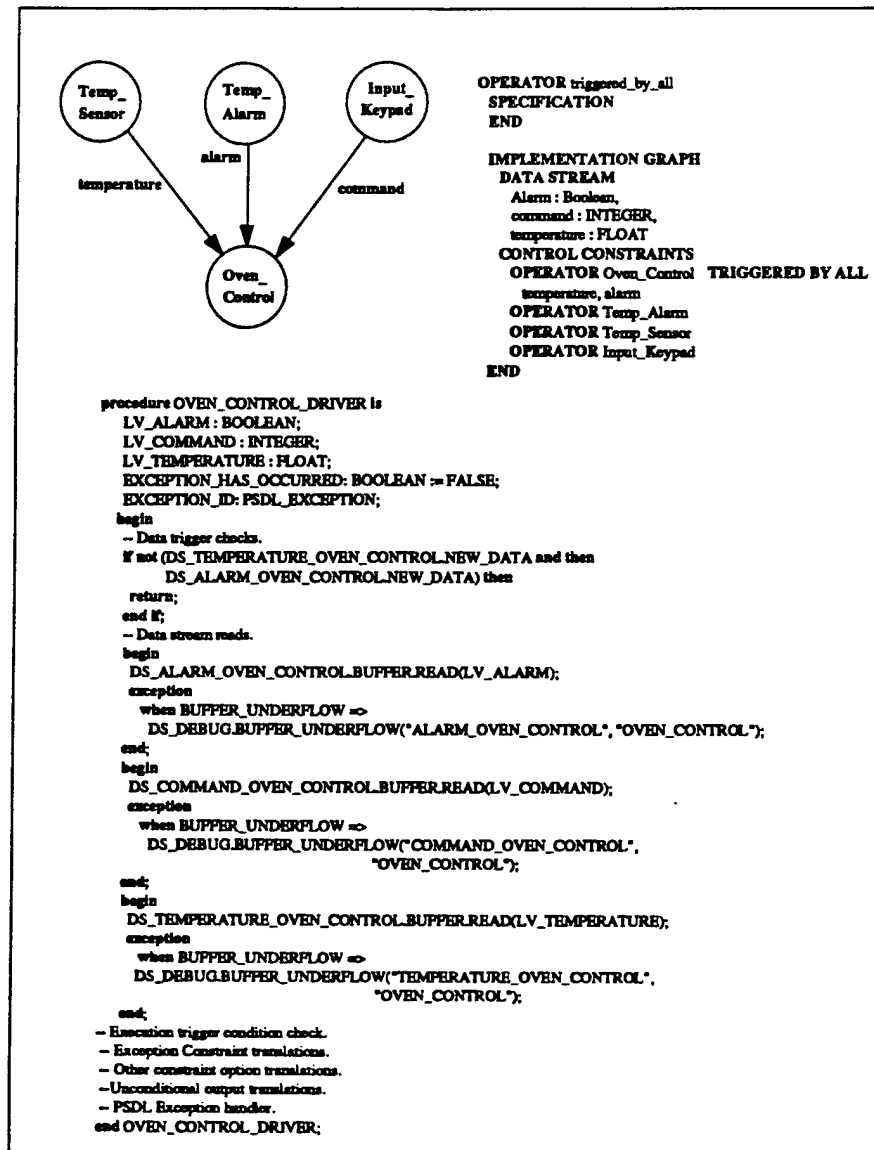 Temp_
Sensor
Temp_
Alarm
Input_
Keypad
temperature
alarm
command
Oven_
Control
OPERATOR triggered_by_all
SPECIFICATION
END
IMPLEMENTATION GRAPH
DATA STREAM
Alarm : Boolean,
command : INTEGER,
temperature : FLOAT
CONTROL CONSTRAINTS
OPERATOR Oven_Control TRIGGERED BY ALL
temperature, alarm
OPERATOR Temp_Alarm
OPERATOR Temp_Sensor
OPERATOR Input_Keypad
END
procedure OVEN_CONTROL_DRIVER is
LV_ALARM : BOOLEAN;
LV_COMMAND : INTEGER;
LV_TEMPERATURE : FLOAT;
EXCEPTION_HAS_OCCURRED: BOOLEAN := FALSE;
EXCEPTION_ID: PSDL_EXCEPTION;
begin
-- Data trigger checks.
if not (DS_TEMPERATURE_OVEN_CONTROL.NEW_DATA and then
DS_ALARM_OVEN_CONTROL.NEW_DATA) then
return;
end if;
-- Data stream reads.
begin
DS_ALARM_OVEN_CONTROL.BUFFER.READ(LV_ALARM);
exception
when BUFFER_UNDERFLOW =>
DS_DEBUG.BUFFER_UNDERFLOW("ALARM_OVEN_CONTROL", "OVEN_CONTROL");
end;
begin
DS_COMMAND_OVEN_CONTROL.BUFFER.READ(LV_COMMAND);
exception
when BUFFER_UNDERFLOW =>
DS_DEBUG.BUFFER_UNDERFLOW("COMMAND_OVEN_CONTROL",
"OVEN_CONTROL");
end;
begin
DS_TEMPERATURE_OVEN_CONTROL.BUFFER.READ(LV_TEMPERATURE);
exception
when BUFFER_UNDERFLOW =>
DS_DEBUG.BUFFER_UNDERFLOW("TEMPERATURE_OVEN_CONTROL",
"OVEN_CONTROL");
end;
-- Execution trigger condition check.
-- Exception Constraint translations.
-- Other constraint option translations.
--Unconditional output translations.
-- PSDL Exception handler.
end OVEN_CONTROL_DRIVER;